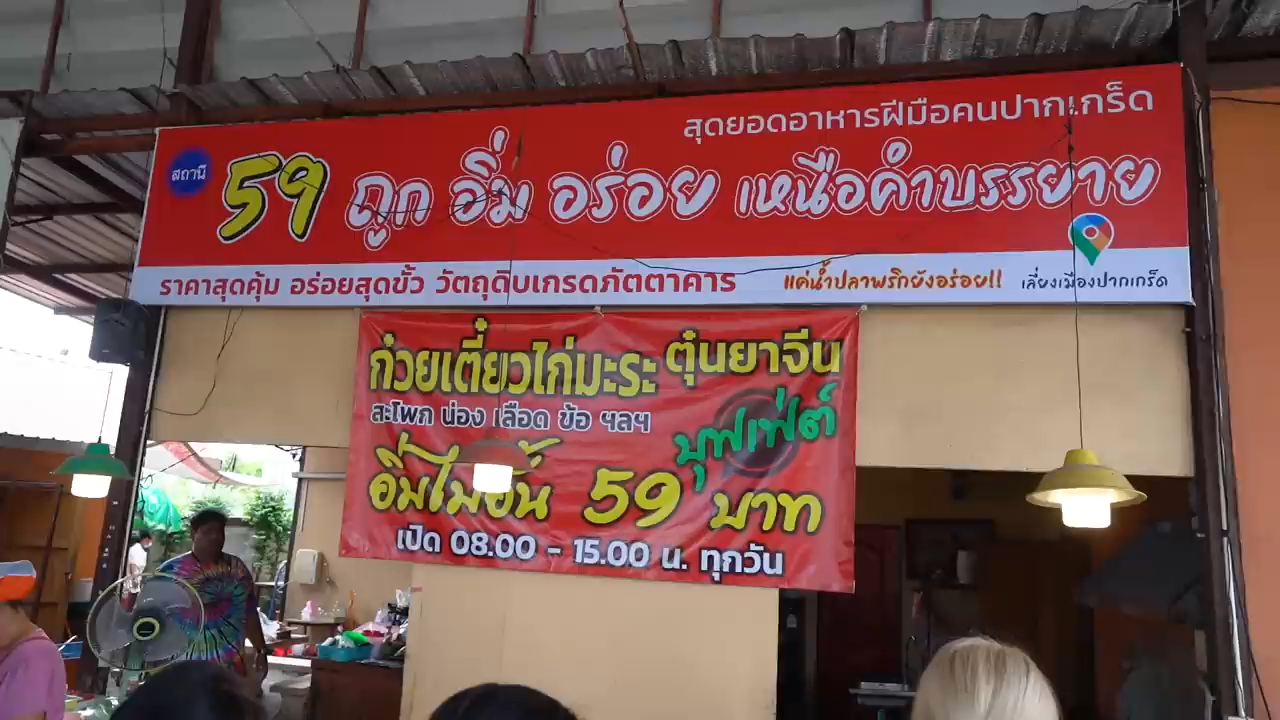 สุดยอดอาหารฝีมือคนปากเกร็ด
สถานี 59 ถูก อิ่ม อร่อย เหนือคำบรรยาย
ราคาสุดคุ้ม อร่อยสุดขั้ว วัตถุดิบเกรดภัตตาคาร แค่น้ำปลาพริกยังอร่อย!! เลี่ยงเมืองปากเกร็ด
ก๋วยเตี๋ยวไก่มะระ ตุ๋นยาจีน
สะโพก น่อง เลือด ข้อ ฯลฯ บุฟเฟ่ต์
อิ่มไม่อั้น 59 บาท
เปิด 08.00 - 15.00 น. ทุกวัน